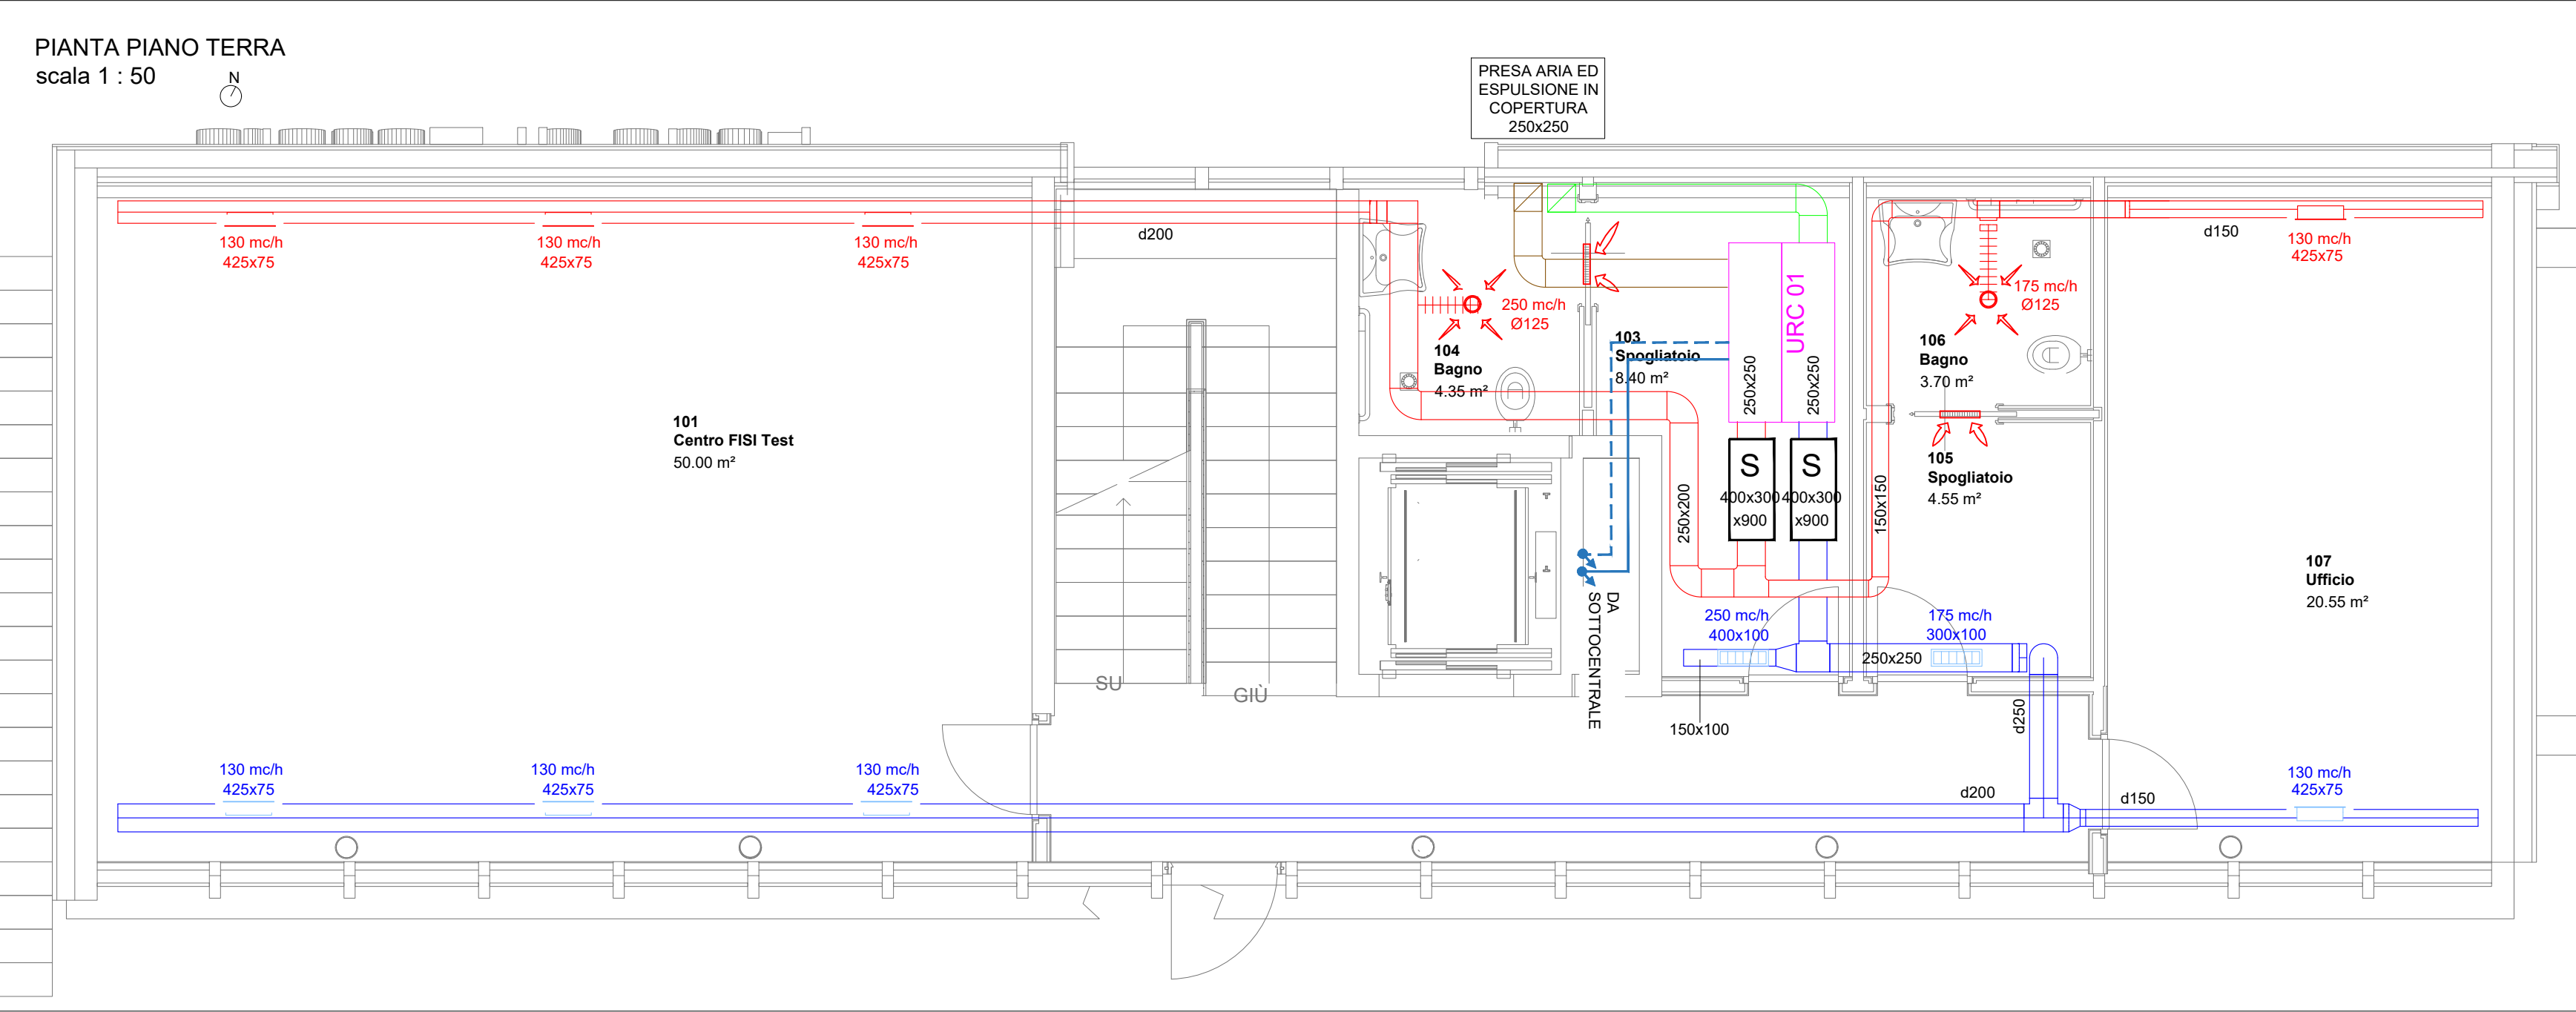 PIANTA PIANO TERRA
scala 1 : 50
N
PRESA ARIA ED
ESPULSIONE IN
COPERTURA
250x250
130 mc/h
425x75
130 mc/h
425x75
130 mc/h
425x75
d200
250 mc/h
Ø125
104
Bagno
4.35 m²
103
Spogliatoio
8.40 m²
URC 01
250x250
250x250
175 mc/h
Ø125
106
Bagno
3.70 m²
d150
130 mc/h
425x75
101
Centro FISI Test
50.00 m²
S
400x300
x900
S
400x300
x900
250x200
150x150
105
Spogliatoio
4.55 m²
107
Ufficio
20.55 m²
DA
SOTTOCENTRALE
250 mc/h
400x100
175 mc/h
300x100
250x250
150x100
SU
GIÙ
d250
130 mc/h
425x75
130 mc/h
425x75
130 mc/h
425x75
d200
d150
130 mc/h
425x75